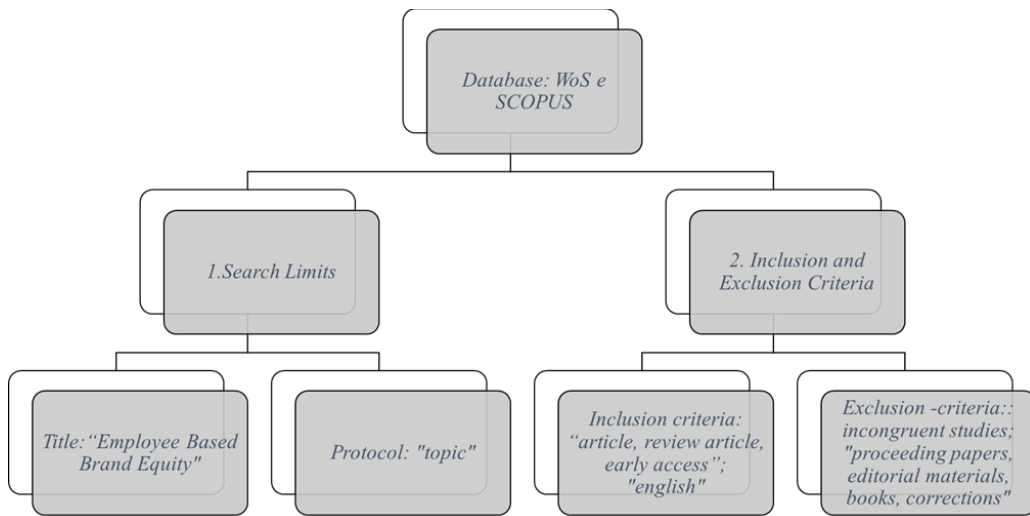 Database: WoS e
SCOPUS
1.Search Limits
2. Inclusion and
Exclusion Criteria
Title:“Employee Based
Brand Equity"
Protocol: "topic"
Inclusion criteria:
“article, review article,
early access”;
"english"
Exclusion -criteria::
incongruent studies;
"proceeding papers,
editorial materials,
books, corrections"